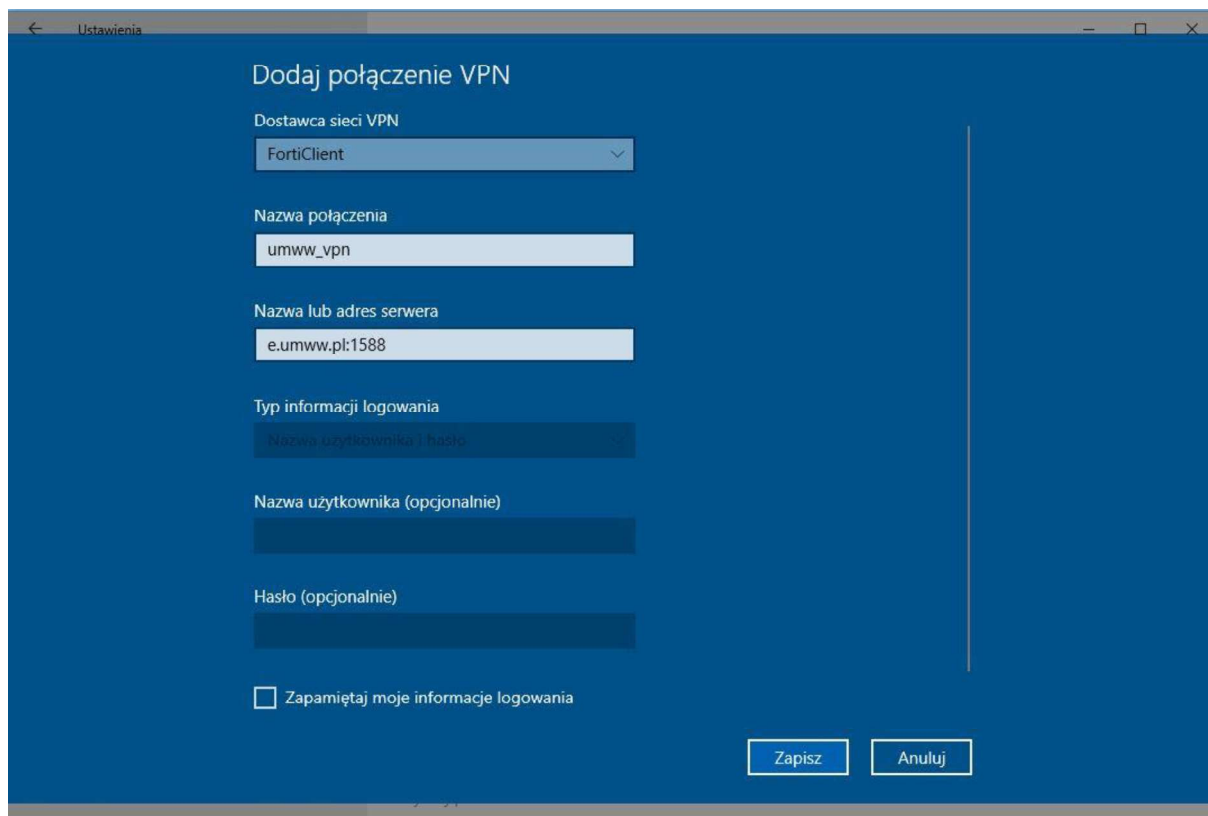 Ustawienia
Dodaj połączenie VPN
Dostawca sieci VPN
FortiClient
Nazwa połączenia
umww_vpn
Nazwa lub adres serwera
e.umww.pl:1588
Typ informacji logowania
Nazwa użytkownika i hasło
Nazwa użytkownika (opcjonalnie)
Hasło (opcjonalnie)
Zapamiętaj moje informacje logowania
Zapisz Anuluj